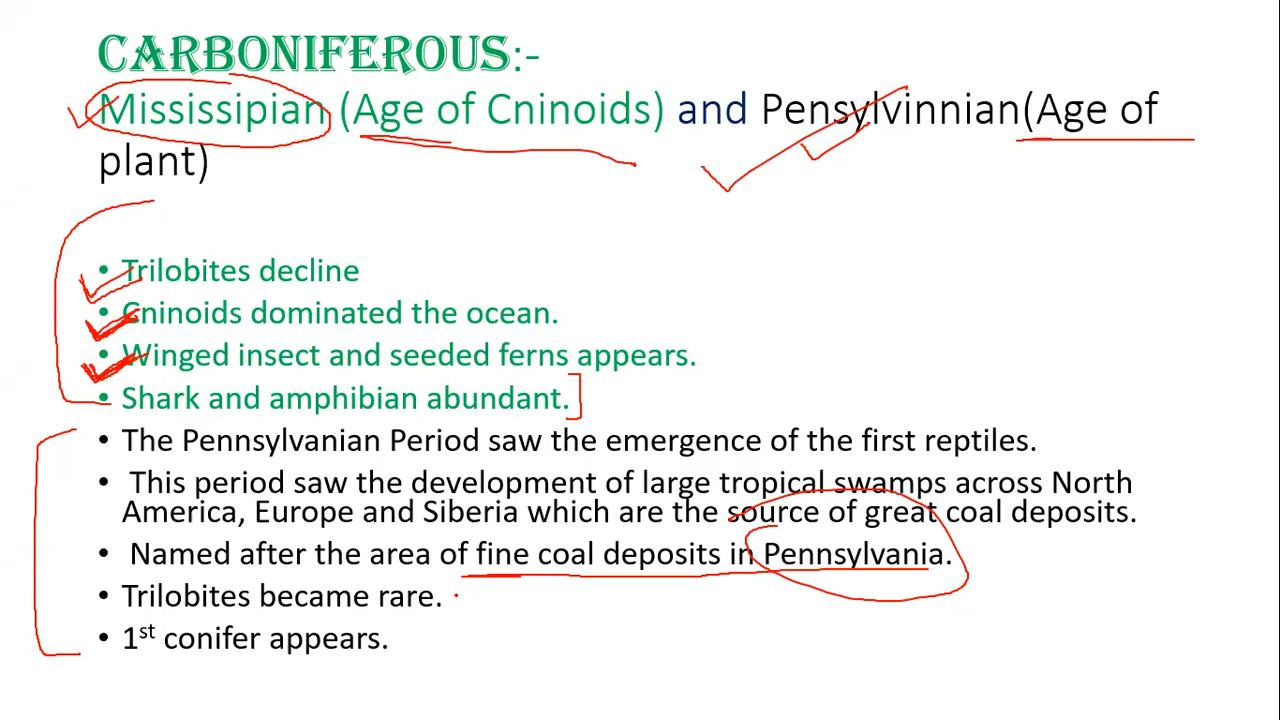 CARBONIFEROUS:-
Mississipian (Age of Cninoids) and Pensylvinnian(Age of
plant)
• Trilobites decline
• Cninoids dominated the ocean.
• Winged insect and seeded ferns appears.
• Shark and amphibian abundant.
• The Pennsylvanian Period saw the emergence of the first reptiles.
• This period saw the development of large tropical swamps across North
America, Europe and Siberia which are the source of great coal deposits.
• Named after the area of fine coal deposits in Pennsylvania.
• Trilobites became rare.
• 1st conifer appears.